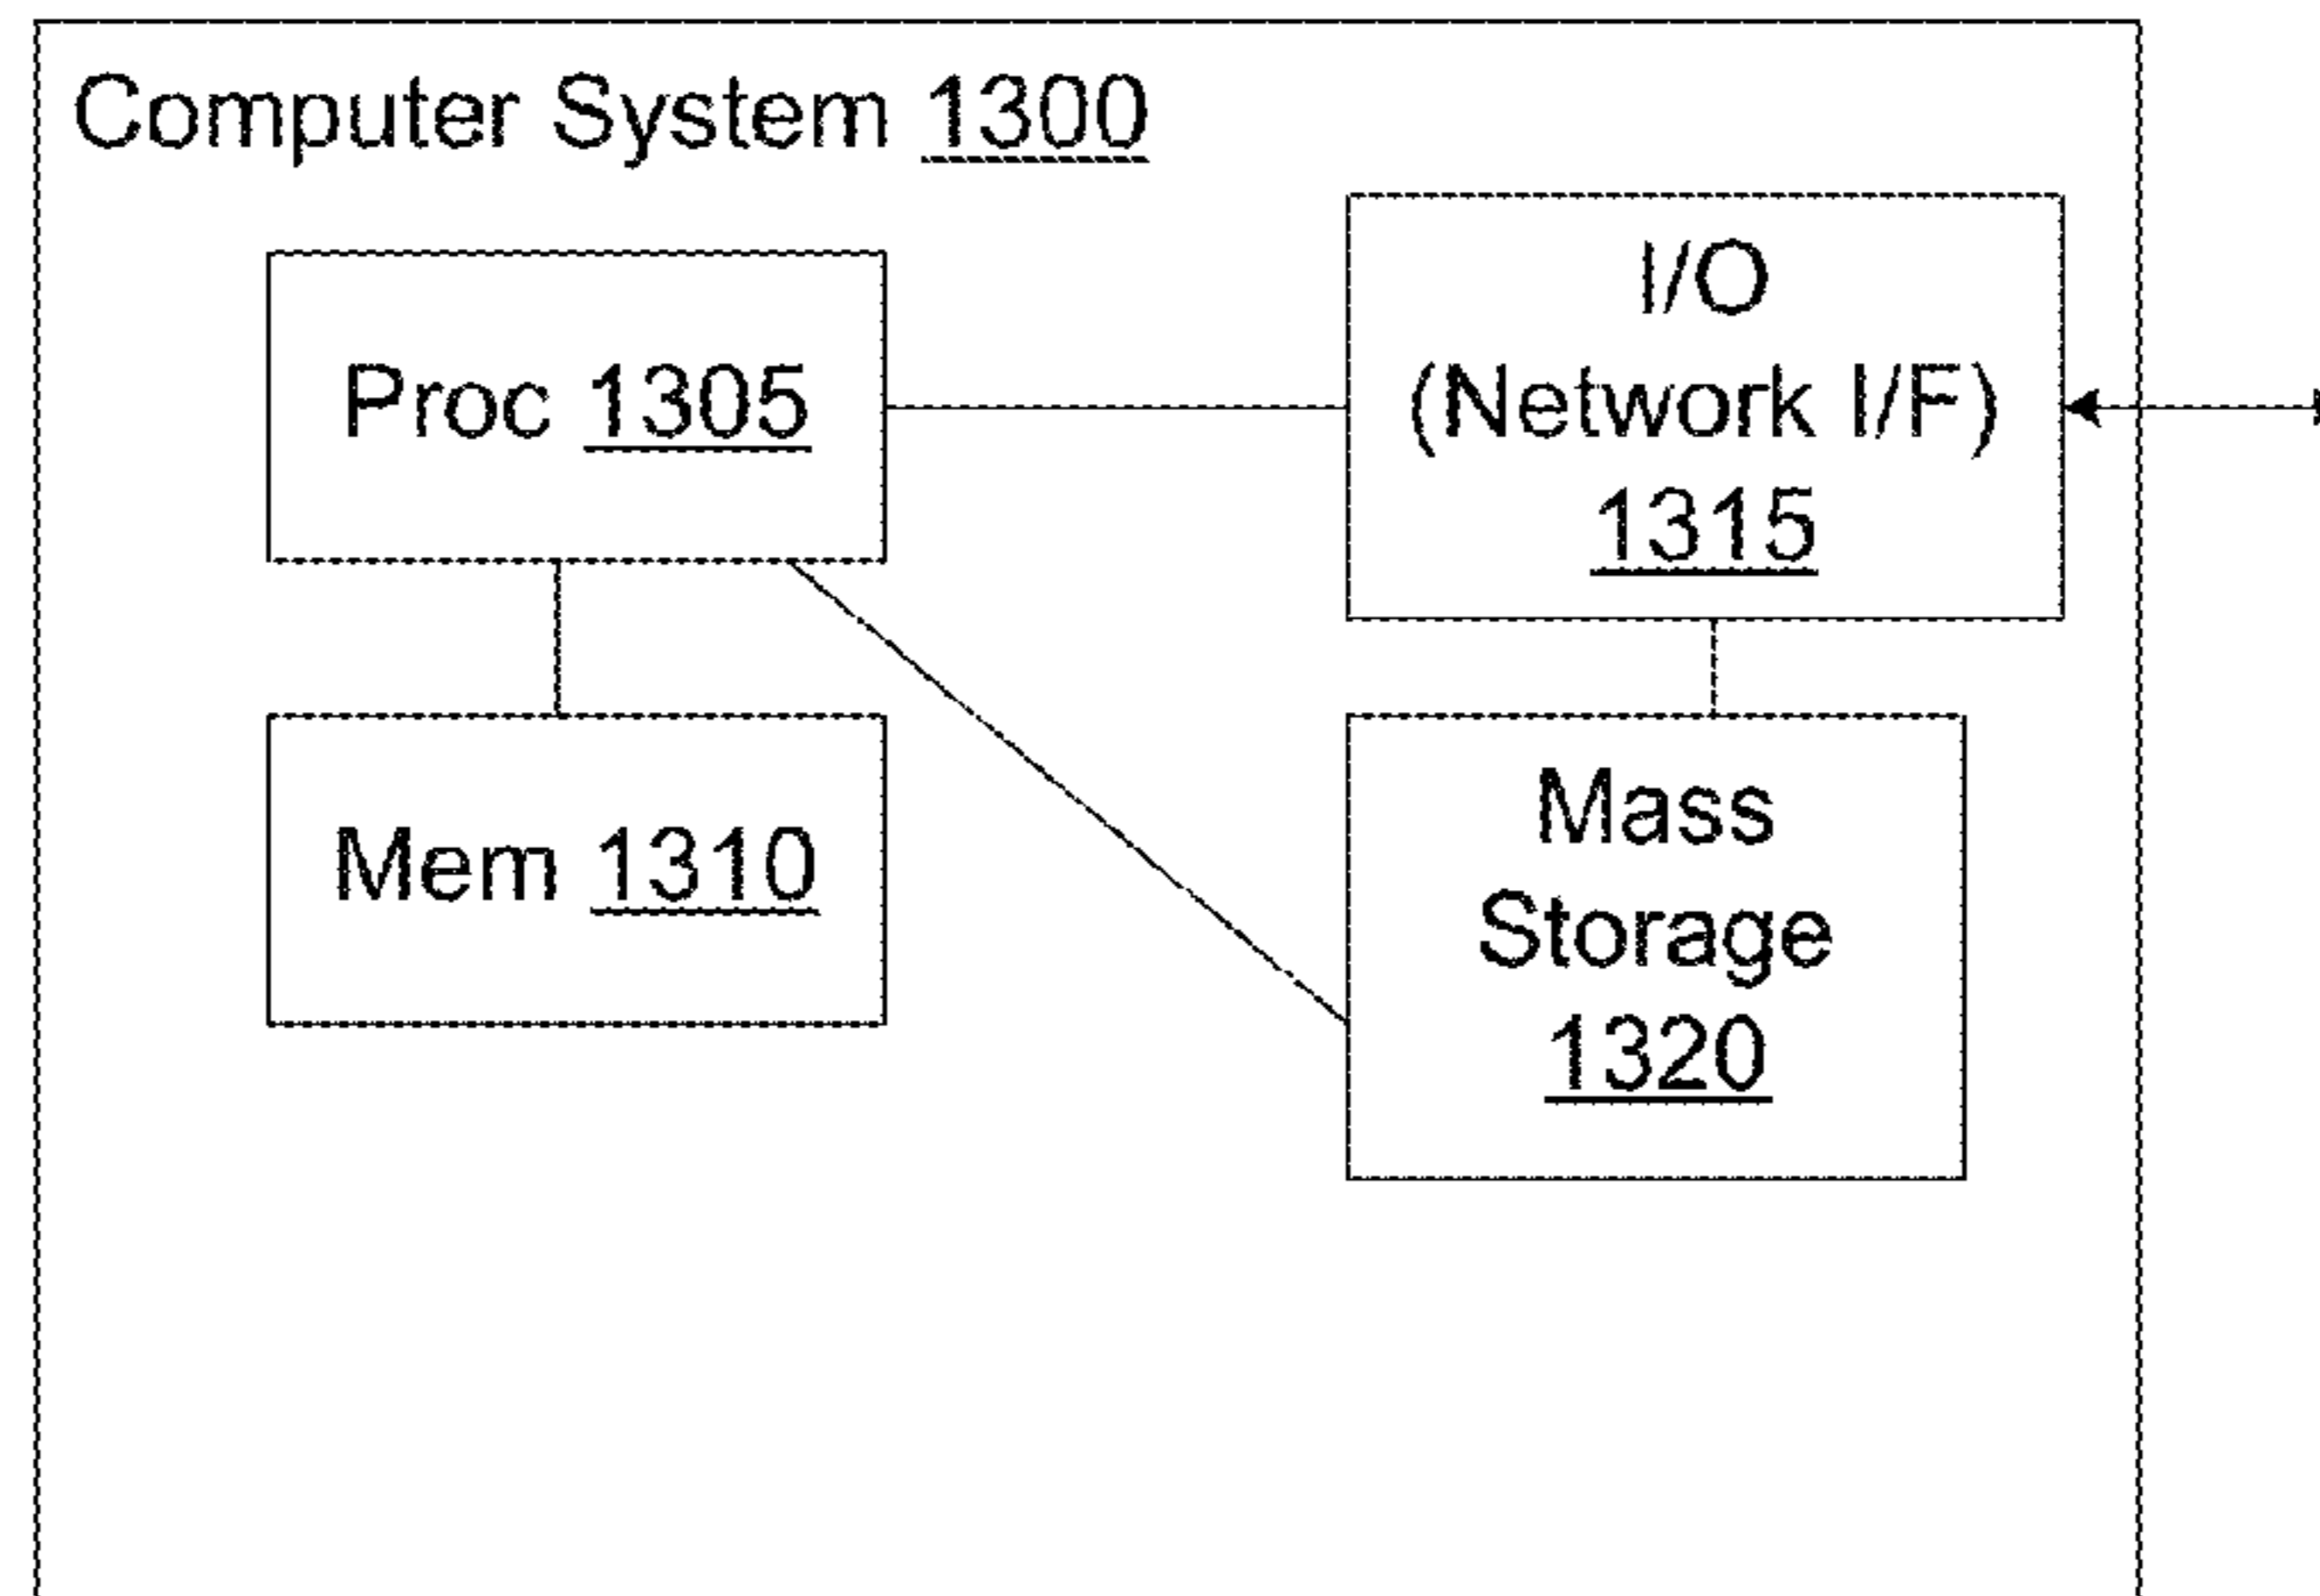 Computer System 1300
Proc 1305
I/O
(Network I/F)
1315
Mem 1310
Mass
Storage
1320